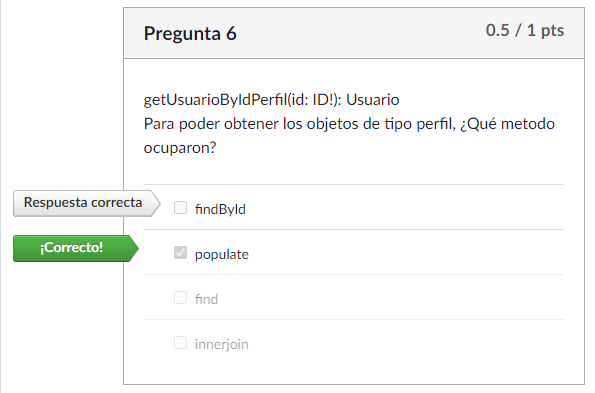 Pregunta 6
0.5 / 1 pts
getUsuarioByIdPerfil(id: ID!): Usuario
Para poder obtener los objetos de tipo perfil, ¿Qué metodo
ocuparon?
Respuesta correcta
findById
¡Correcto!
populate
find
innerjoin